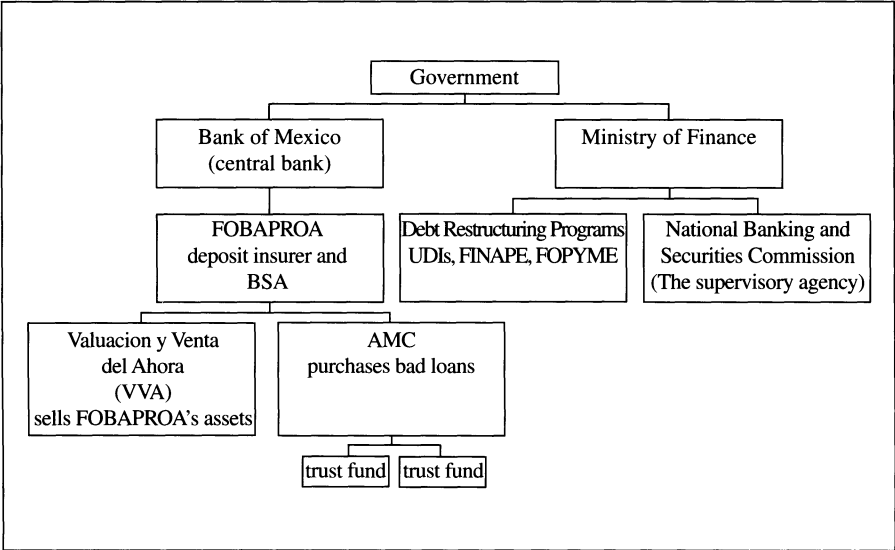 Government
Bank of Mexico
(central bank)
Ministry of Finance
FOBAPROA
deposit insurer and
BSA
Debt Restructuring Programs
UDIs, FINAPE, FOPYME
National Banking and
Securities Commission
(The supervisory agency)
Valuacion y Venta
del Ahora
(VVA)
sells FOBAPROA's assets
AMC
purchases bad loans
trust fund
trust fund